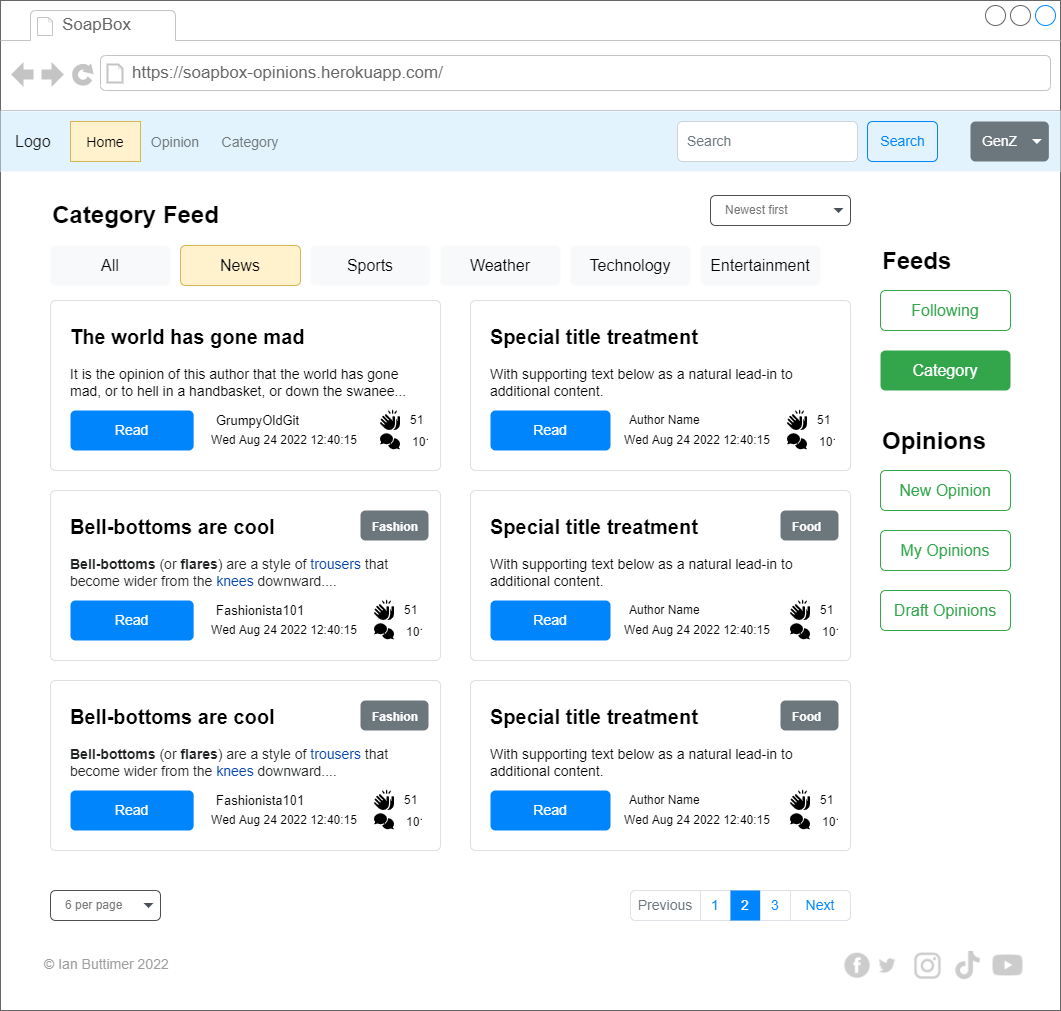 SoapBox
https://soapbox-opinions.herokuapp.com/
Logo Home Opinion Category Search Search GenZ
Category Feed Newest first
All News Sports Weather Technology Entertainment
The world has gone mad
It is the opinion of this author that the world has gone
mad, or to hell in a handbasket, or down the swanee...
Read GrumpyOldGit 51
Wed Aug 24 2022 12:40:15 10
Special title treatment
With supporting text below as a natural lead-in to
additional content.
Read Author Name 51
Wed Aug 24 2022 12:40:15 10
Bell-bottoms are cool Fashion
Bell-bottoms (or flares) are a style of trousers that
become wider from the knees downward....
Read Fashionista101 51
Wed Aug 24 2022 12:40:15 10
Special title treatment Food
With supporting text below as a natural lead-in to
additional content.
Read Author Name 51
Wed Aug 24 2022 12:40:15 10
Bell-bottoms are cool Fashion
Bell-bottoms (or flares) are a style of trousers that
become wider from the knees downward....
Read Fashionista101 51
Wed Aug 24 2022 12:40:15 10
Special title treatment Food
With supporting text below as a natural lead-in to
additional content.
Read Author Name 51
Wed Aug 24 2022 12:40:15 10
Feeds
Following
Category
Opinions
New Opinion
My Opinions
Draft Opinions
6 per page Previous 1 2 3 Next
© Ian Buttimer 2022